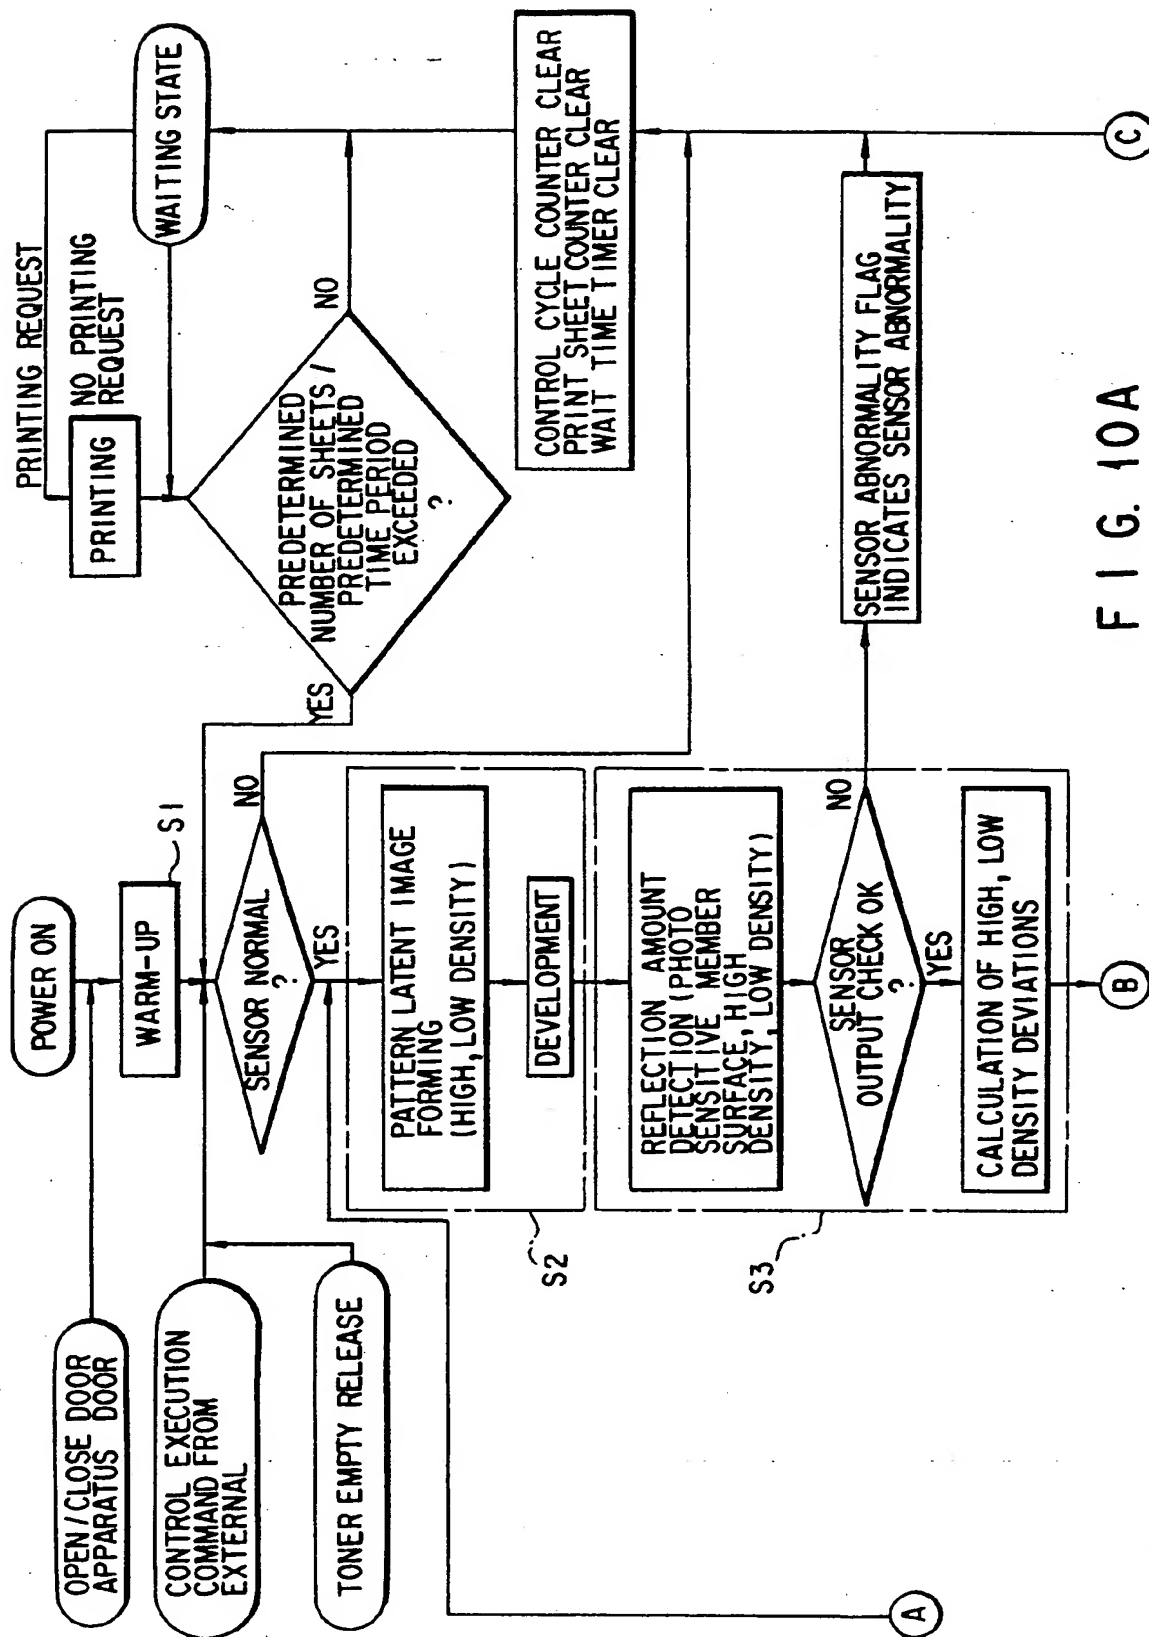 POWER ON
OPEN/CLOSE DOOR
APPARATUS DOOR
WARM-UP
S1
CONTROL EXECUTION
COMMAND FROM
EXTERNAL
TONER EMPTY RELEASE
SENSOR NORMAL
?
NO
YES
PATTERN LATENT IMAGE
FORMING
(HIGH, LOW DENSITY)
DEVELOPMENT
S2
REFLECTION AMOUNT
DETECTION (PHOTO
SENSITIVE MEMBER
SURFACE, HIGH
DENSITY, LOW DENSITY)
SENSOR
OUTPUT CHECK OK
?
NO
YES
CALCULATION OF HIGH, LOW
DENSITY DEVIATIONS
S3
A
B
PRINTING REQUEST
PRINTING
NO PRINTING
REQUEST
WAITING STATE
PREDETERMINED
NUMBER OF SHEETS /
PREDETERMINED
TIME PERIOD
EXCEEDED
?
YES
NO
CONTROL CYCLE COUNTER CLEAR
PRINT SHEET COUNTER CLEAR
WAIT TIME TIMER CLEAR
SENSOR ABNORMALITY FLAG
INDICATES SENSOR ABNORMALITY
C
FIG. 10A